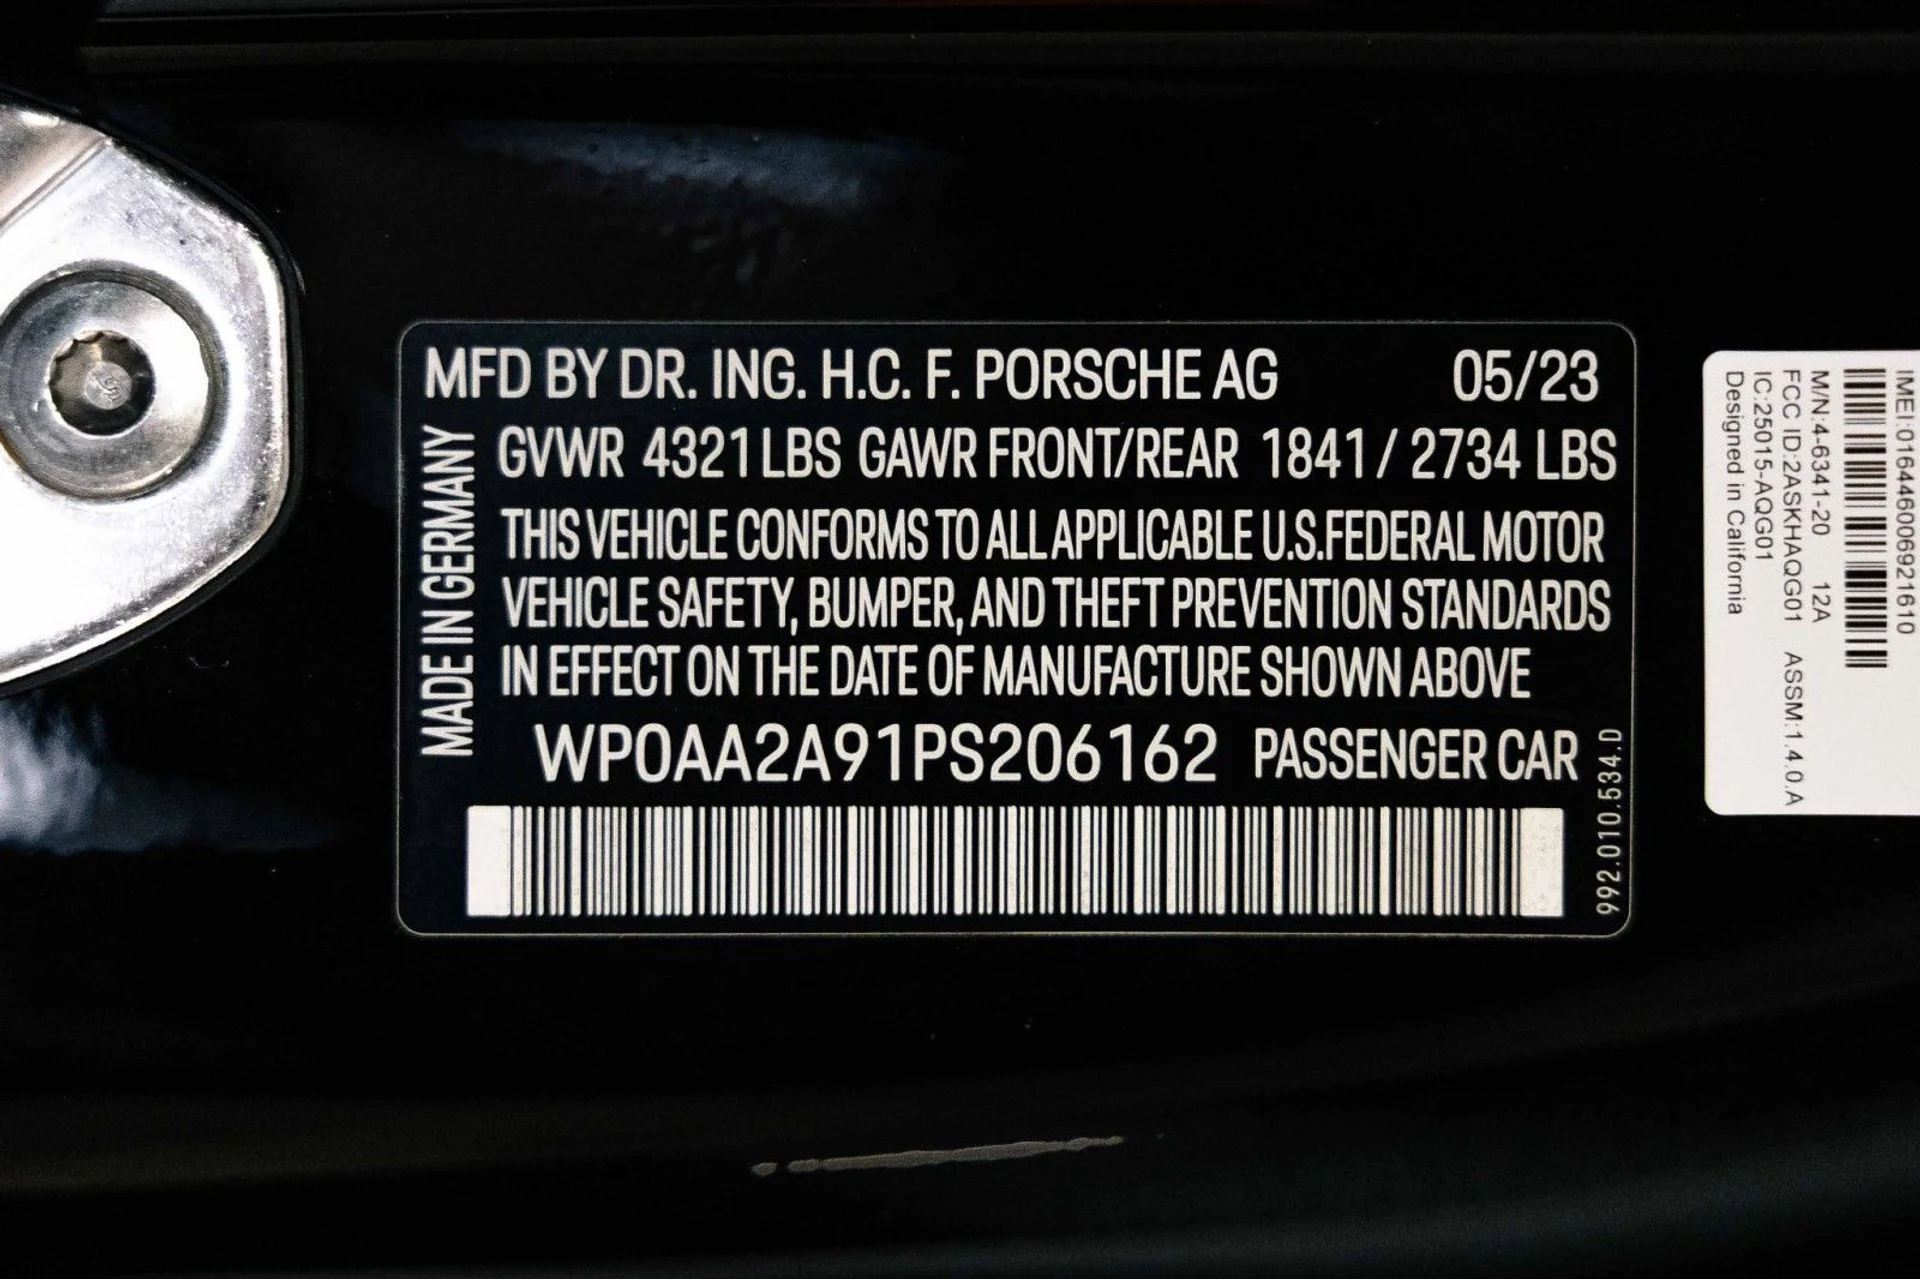 MFD BY DR. ING. H.C. F. PORSCHE AG 05/23
MADE IN GERMANY
GVWR 4321 LBS GAWR FRONT/REAR 1841 / 2734 LBS
THIS VEHICLE CONFORMS TO ALL APPLICABLE U.S.FEDERAL MOTOR
VEHICLE SAFETY, BUMPER, AND THEFT PREVENTION STANDARDS
IN EFFECT ON THE DATE OF MANUFACTURE SHOWN ABOVE
WP0AA2A91PS206162 PASSENGER CAR
992.010.534.D
IMEI:016446006921610
M/N:4-6341-20 12A
FCC ID:2ASKHAQG01 ASSM:1.4.0.A
IC:25015-AQG01
Designed in California